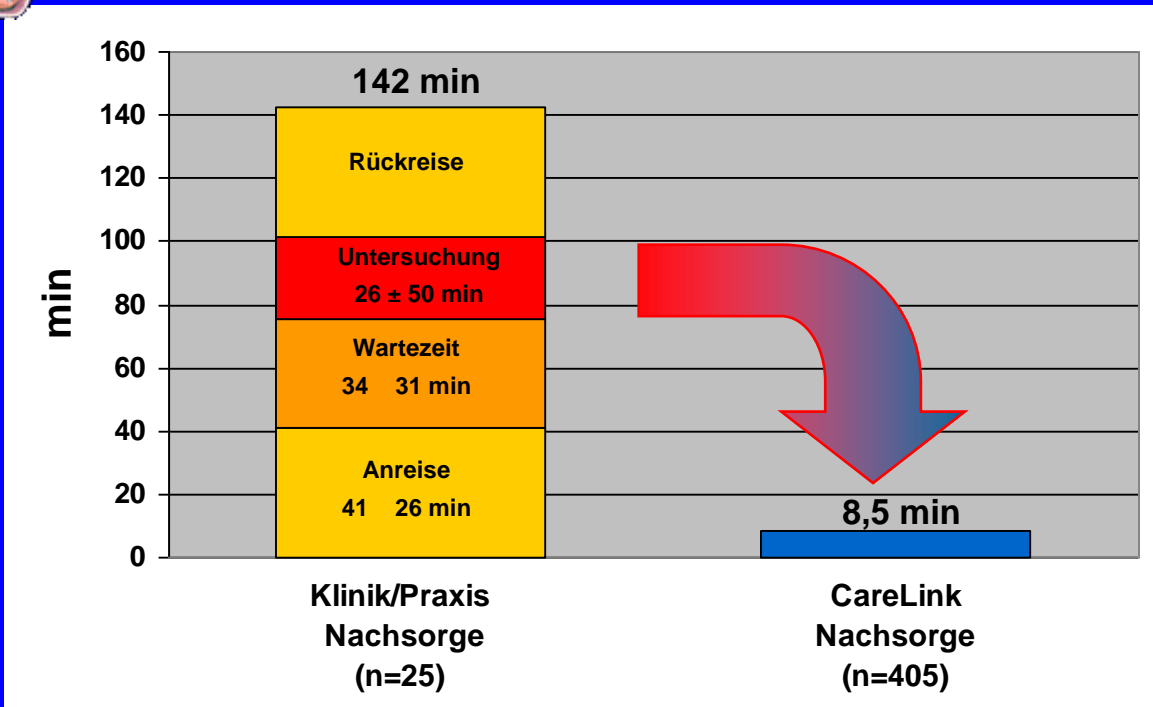 160
140
120
100
80
60
40
20
0
min
142 min
Rückreise
Untersuchung
26 ± 50 min
Wartezeit
34 31 min
Anreise
41 26 min
8,5 min
Klinik/Praxis
Nachsorge
(n=25)
CareLink
Nachsorge
(n=405)